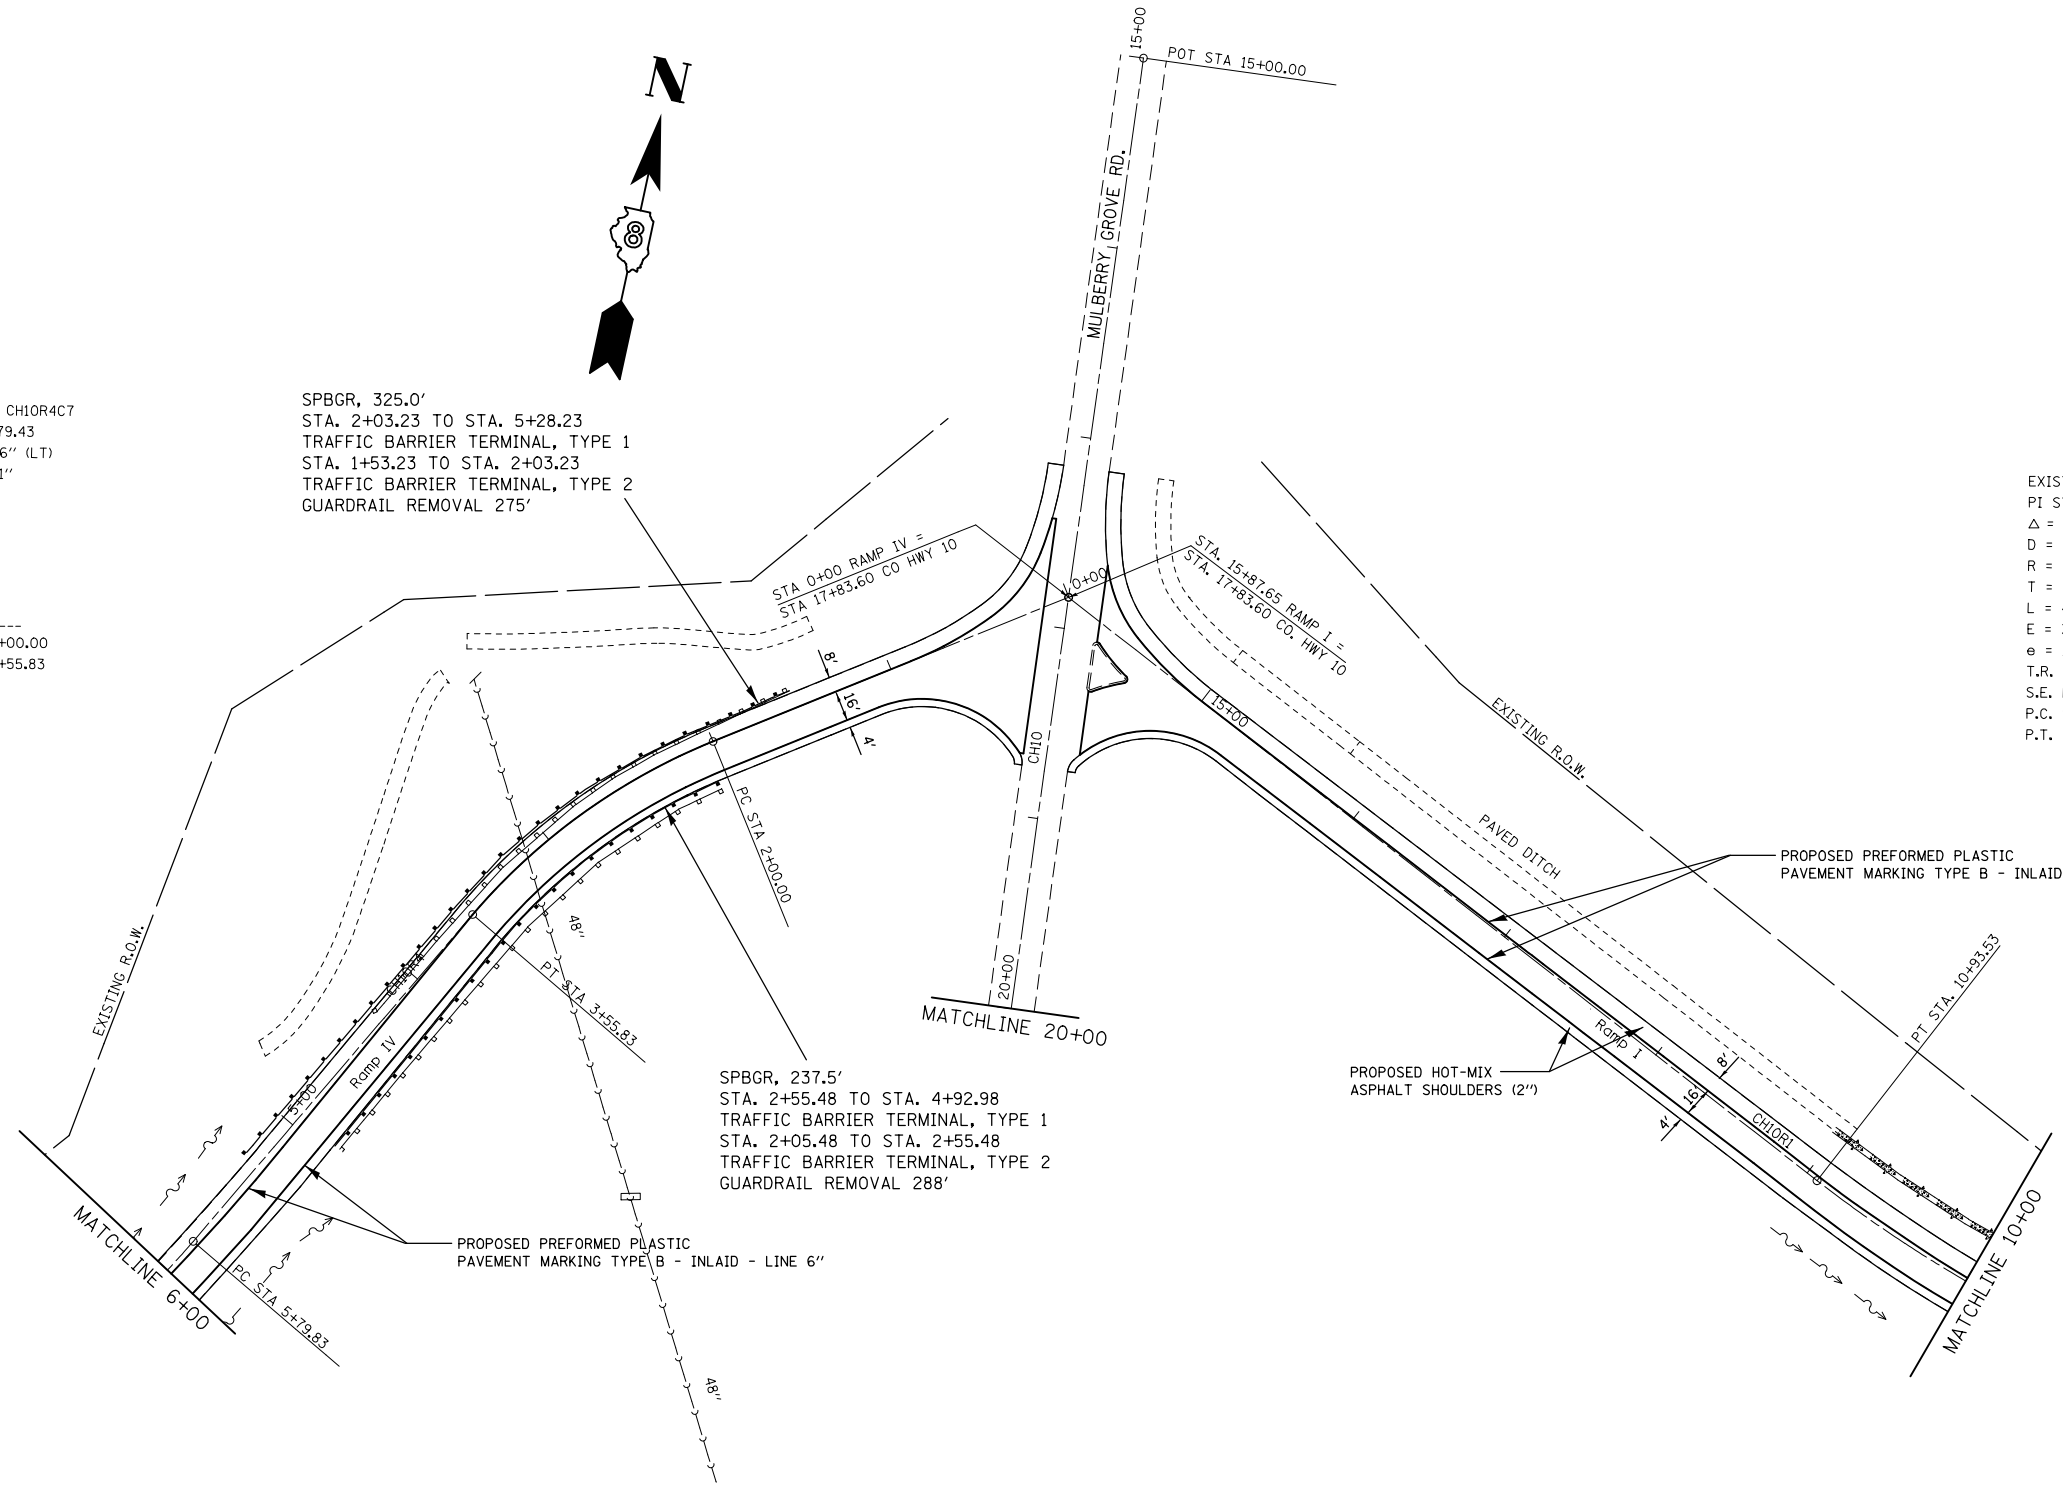 15+00
POT STA 15+00.00
N
8
MULBERRY GROVE RD.
CH10R4C7
79.43
6" (LT)
1"
+00.00
+55.83
SPBGR, 325.0'
STA. 2+03.23 TO STA. 5+28.23
TRAFFIC BARRIER TERMINAL, TYPE 1
STA. 1+53.23 TO STA. 2+03.23
TRAFFIC BARRIER TERMINAL, TYPE 2
GUARDRAIL REMOVAL 275'
STA 0+00 RAMP IV =
STA 17+83.60 CO HWY 10
0+00
STA. 15+87.65 RAMP I =
STA. 17+83.60 CO. HWY 10
EXIS
PI S
Δ =
D =
R =
T =
L =
E =
e =
T.R.
S.E.
P.C.
P.T.
8'
16'
4'
CH10
15+00
EXISTING R.O.W.
PAVED DITCH
PROPOSED PREFORMED PLASTIC
PAVEMENT MARKING TYPE B - INLAID
PC STA 2+00.00
48"
PT STA 3+55.83
EXISTING R.O.W.
CH10R4
Ramp IV
5+00
20+00
MATCHLINE 20+00
PT STA. 10+93.53
Ramp I
8'
16'
4'
CH10R1
PROPOSED HOT-MIX
ASPHALT SHOULDERS (2")
SPBGR, 237.5'
STA. 2+55.48 TO STA. 4+92.98
TRAFFIC BARRIER TERMINAL, TYPE 1
STA. 2+05.48 TO STA. 2+55.48
TRAFFIC BARRIER TERMINAL, TYPE 2
GUARDRAIL REMOVAL 288'
MATCHLINE 6+00
PC STA 5+79.83
PROPOSED PREFORMED PLASTIC
PAVEMENT MARKING TYPE B - INLAID - LINE 6"
48"
MATCHLINE 10+00